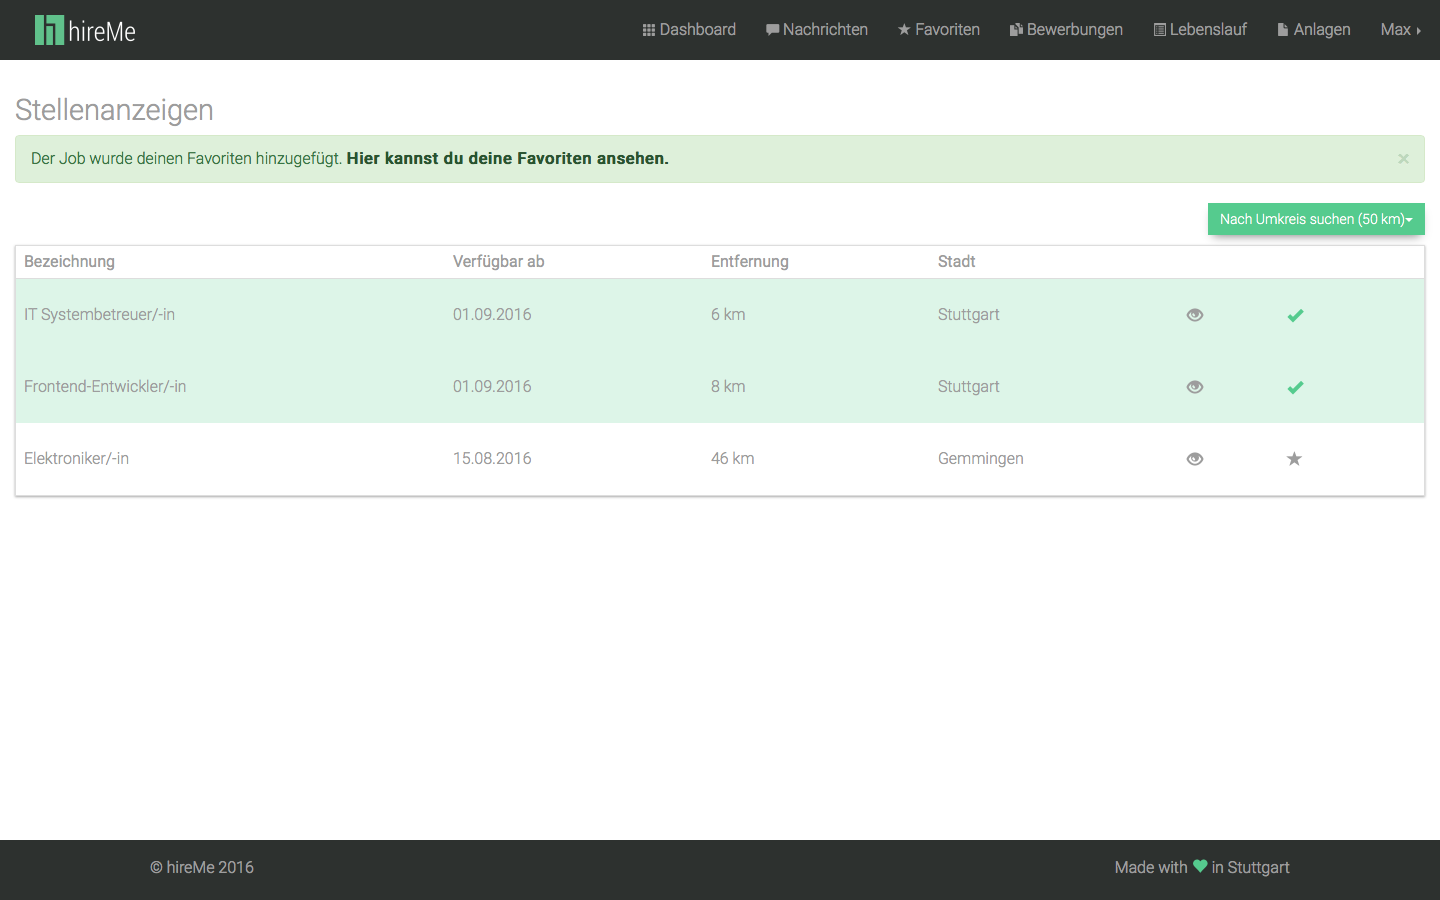 hireMe Dashboard Nachrichten Favoriten Bewerbungen Lebenslauf Anlagen Max
Stellenanzeigen
Der Job wurde deinen Favoriten hinzugefügt. Hier kannst du deine Favoriten ansehen. ×
Nach Umkreis suchen (50 km)
Bezeichnung Verfügbar ab Entfernung Stadt
IT Systembetreuer/-in 01.09.2016 6 km Stuttgart
Frontend-Entwickler/-in 01.09.2016 8 km Stuttgart
Elektroniker/-in 15.08.2016 46 km Gemmingen
© hireMe 2016 Made with ♥ in Stuttgart